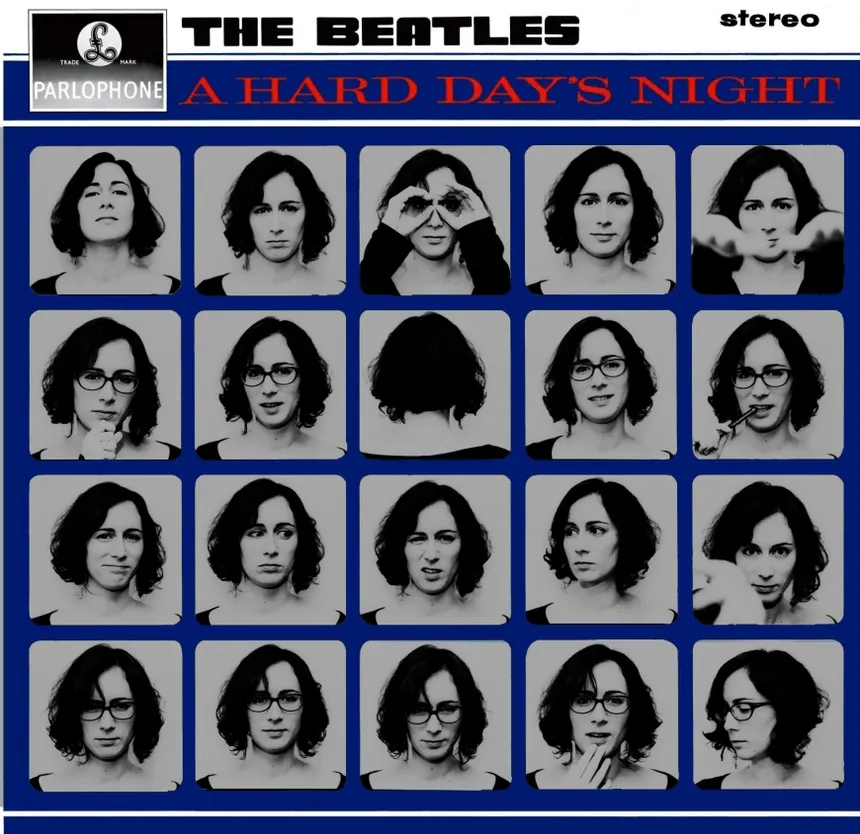 THE BEATLES
stereo
£
TRADE MARK
PARLOPHONE
A HARD DAY'S NIGHT